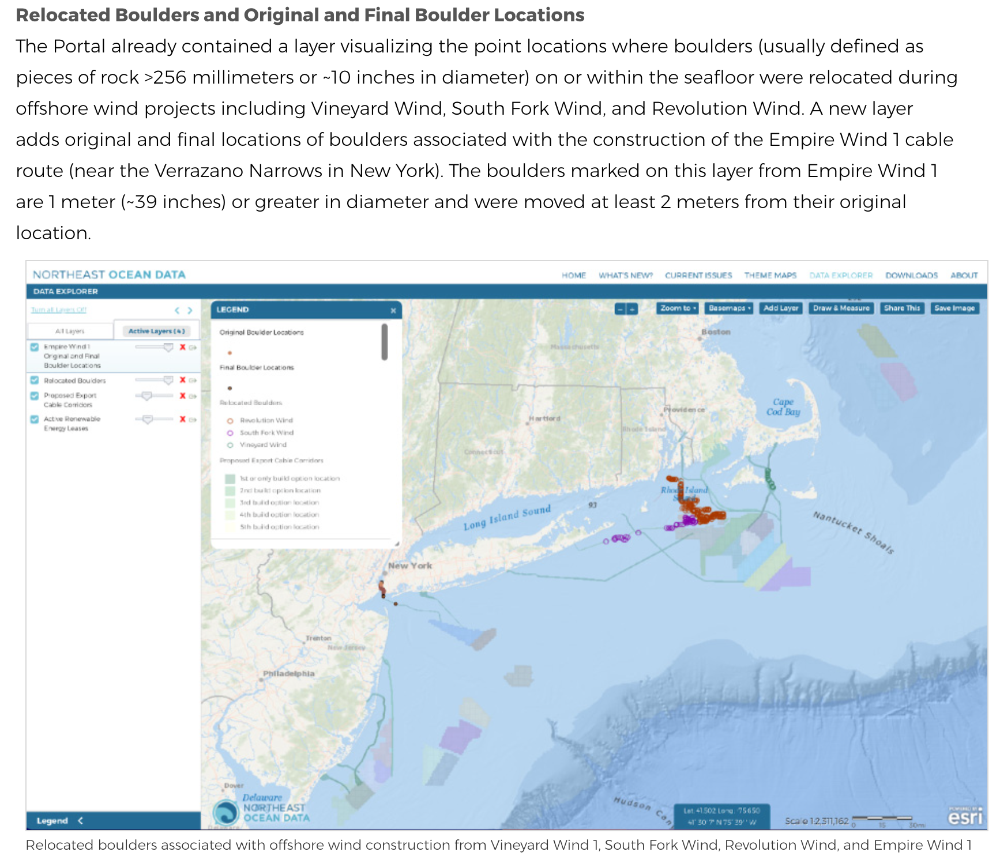 Relocated Boulders and Original and Final Boulder Locations
The Portal already contained a layer visualizing the point locations where boulders (usually defined as
pieces of rock >256 millimeters or ~10 inches in diameter) on or within the seafloor were relocated during
offshore wind projects including Vineyard Wind, South Fork Wind, and Revolution Wind. A new layer
adds original and final locations of boulders associated with the construction of the Empire Wind 1 cable
route (near the Verrazano Narrows in New York). The boulders marked on this layer from Empire Wind 1
are 1 meter (~39 inches) or greater in diameter and were moved at least 2 meters from their original
location.
NORTHEAST OCEAN DATA
HOME WHAT'S NEW? CURRENT ISSUES THEME MAPS DATA EXPLORER DOWNLOADS ABOUT
DATA EXPLORER
Turn all Layers Off
All Layers
Active Layers (4)
Empire Wind 1
Original and Final
Boulder Locations
Relocated Boulders
Proposed Export
Cable Corridors
Active Renewable
Energy Leases
Legend
LEGEND
Original Boulder Locations
Final Boulder Locations
Relocated Boulders
Revolution Wind
South Fork Wind
Vineyard Wind
Proposed Export Cable Corridors
1st or only build option location
2nd build option location
3rd build option location
4th build option location
5th build option location
Zoom to Basemaps Add Layer Draw & Measure Share This Save Image
Boston
Massachusetts
Cape
Cod Bay
Providence
Hartford
Rhode Island
Connecticut
Rhode Island
Long Island Sound
93
Nantucket Shoals
New York
Trenton
New Jersey
Philadelphia
Dover
Delaware
NORTHEAST
OCEAN DATA
Hudson Can
Lat: 41.502 Long: -75.650
41° 30' 7" N 75° 39' " W
Scale 1:2,311,162
0 15 30mi
POWERED BY
esri
Relocated boulders associated with offshore wind construction from Vineyard Wind 1, South Fork Wind, Revolution Wind, and Empire Wind 1